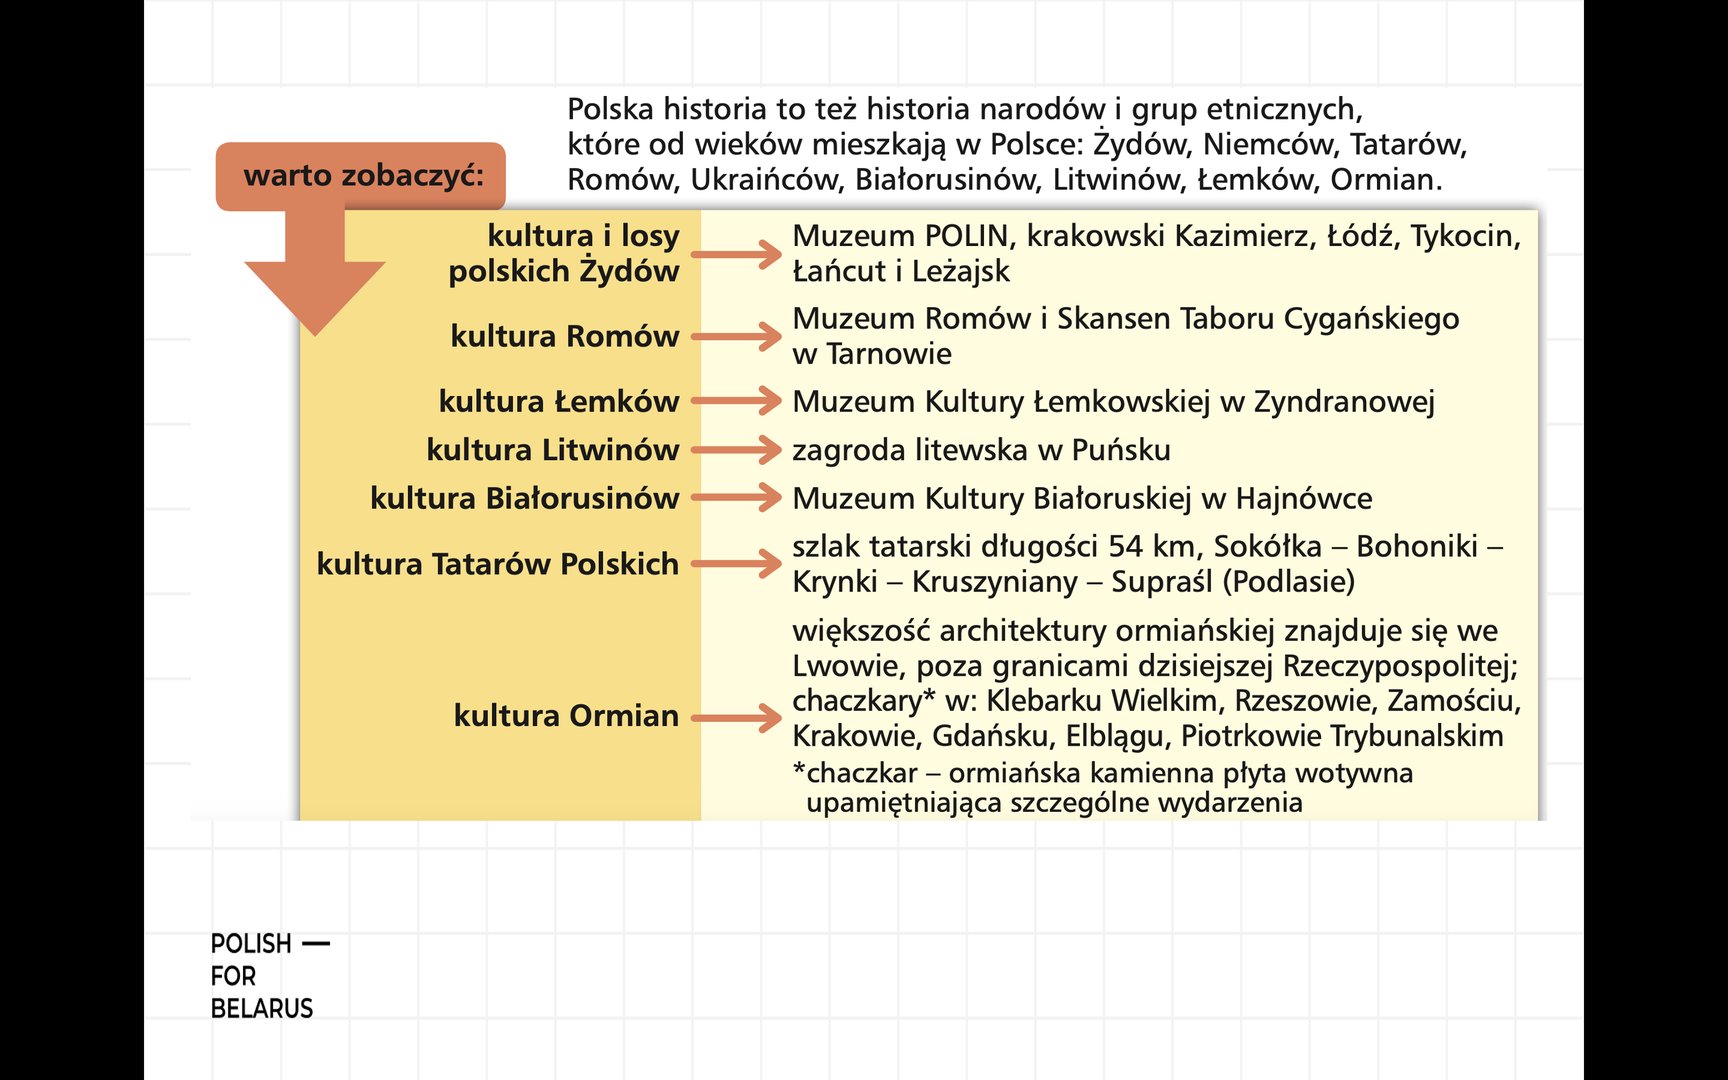 Polska historia to też historia narodów i grup etnicznych,
które od wieków mieszkają w Polsce: Żydów, Niemców, Tatarów,
Romów, Ukraińców, Białorusinów, Litwinów, Łemków, Ormian.
warto zobaczyć:
kultura i losy
polskich Żydów
Muzeum POLIN, krakowski Kazimierz, Łódź, Tykocin,
Łańcut i Leżajsk
kultura Romów
Muzeum Romów i Skansen Taboru Cygańskiego
w Tarnowie
kultura Łemków
Muzeum Kultury Łemkowskiej w Zyndranowej
kultura Litwinów
zagroda litewska w Puńsku
kultura Białorusinów
Muzeum Kultury Białoruskiej w Hajnówce
kultura Tatarów Polskich
szlak tatarski długości 54 km, Sokółka – Bohoniki –
Krynki – Kruszyniany – Supraśl (Podlasie)
kultura Ormian
większość architektury ormiańskiej znajduje się we
Lwowie, poza granicami dzisiejszej Rzeczypospolitej;
chaczkary* w: Klebarku Wielkim, Rzeszowie, Zamościu,
Krakowie, Gdańsku, Elblągu, Piotrkowie Trybunalskim
*chaczkar – ormiańska kamienna płyta wotywna
upamiętniająca szczególne wydarzenia
POLISH —
FOR
BELARUS